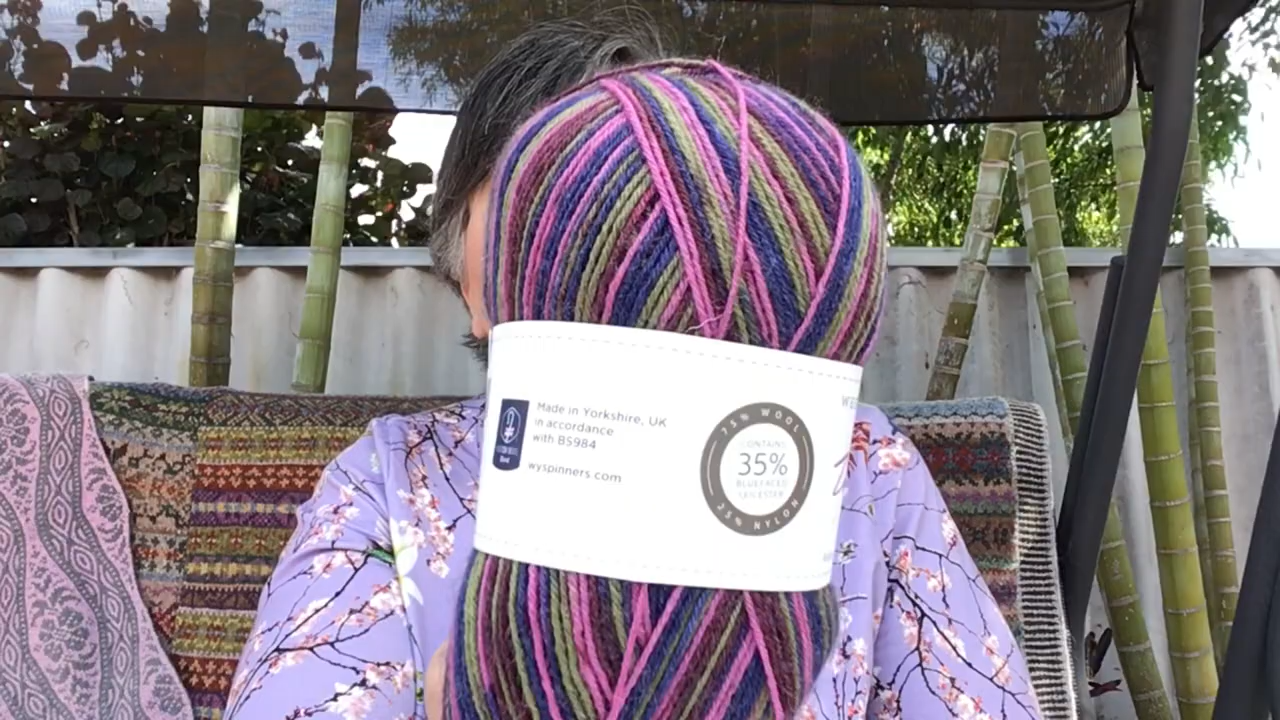 Made in Yorkshire, UK
in accordance
with BS984
wyspinners.com
75% WOOL
CONTAINS
35%
BLUEFACED
LEICESTER
25% NYLON